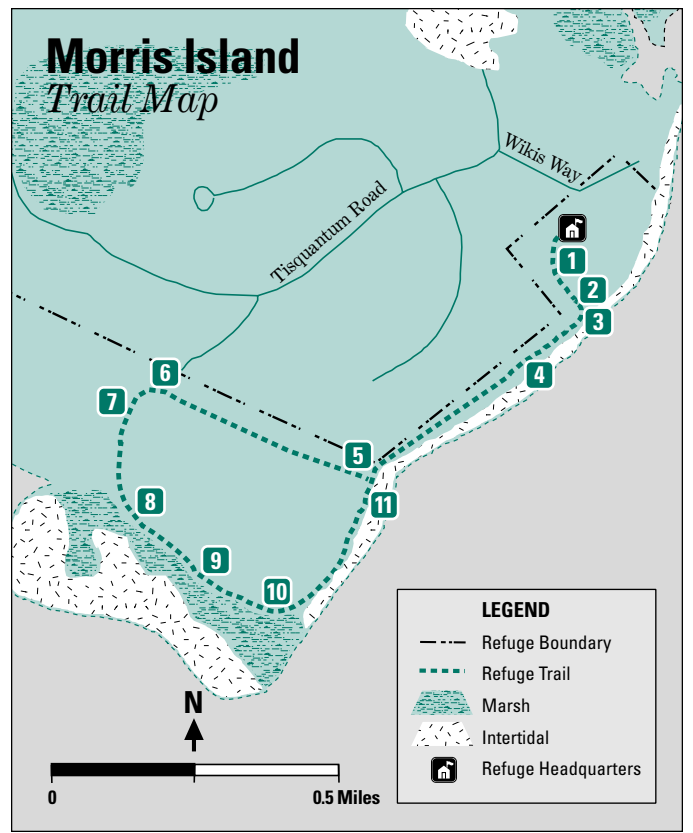 Morris Island
Trail Map
Wikis Way
Tisquantum Road
1
2
3
4
5
6
7
8
9
10
11
LEGEND
Refuge Boundary
Refuge Trail
Marsh
Intertidal
Refuge Headquarters
N
0 0.5 Miles